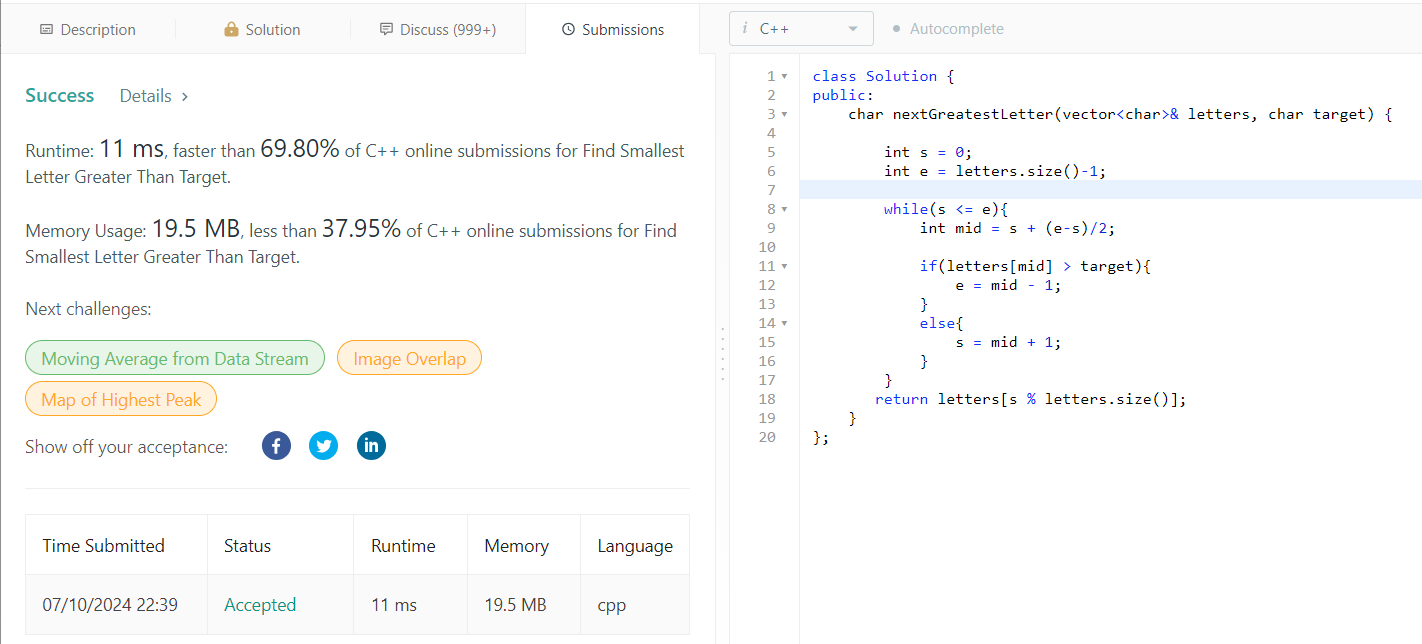 Description
Solution
Discuss (999+)
Submissions
Success Details >
Runtime: 11 ms, faster than 69.80% of C++ online submissions for Find Smallest
Letter Greater Than Target.
Memory Usage: 19.5 MB, less than 37.95% of C++ online submissions for Find
Smallest Letter Greater Than Target.
Next challenges:
Moving Average from Data Stream
Image Overlap
Map of Highest Peak
Show off your acceptance: f in
Time Submitted Status Runtime Memory Language
07/10/2024 22:39 Accepted 11 ms 19.5 MB cpp
i C++
Autocomplete
1 class Solution {
2 public:
3     char nextGreatestLetter(vector<char>& letters, char target) {
4
5         int s = 0;
6         int e = letters.size()-1;
7
8         while(s <= e){
9             int mid = s + (e-s)/2;
10
11             if(letters[mid] > target){
12                 e = mid - 1;
13             }
14             else{
15                 s = mid + 1;
16             }
17         }
18        return letters[s % letters.size()];
19     }
20 };